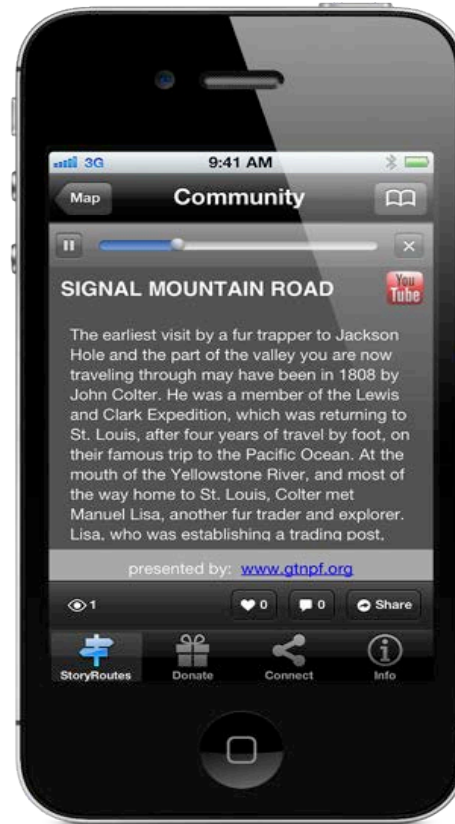 3G 9:41 AM
Map Community
SIGNAL MOUNTAIN ROAD
You
Tube
The earliest visit by a fur trapper to Jackson
Hole and the part of the valley you are now
traveling through may have been in 1808 by
John Colter. He was a member of the Lewis
and Clark Expedition, which was returning to
St. Louis, after four years of travel by foot, on
their famous trip to the Pacific Ocean. At the
mouth of the Yellowstone River, and most of
the way home to St. Louis, Colter met
Manuel Lisa, another fur trader and explorer.
Lisa, who was establishing a trading post,
presented by: www.gtnpf.org
1 0 0 Share
StoryRoutes Donate Connect Info